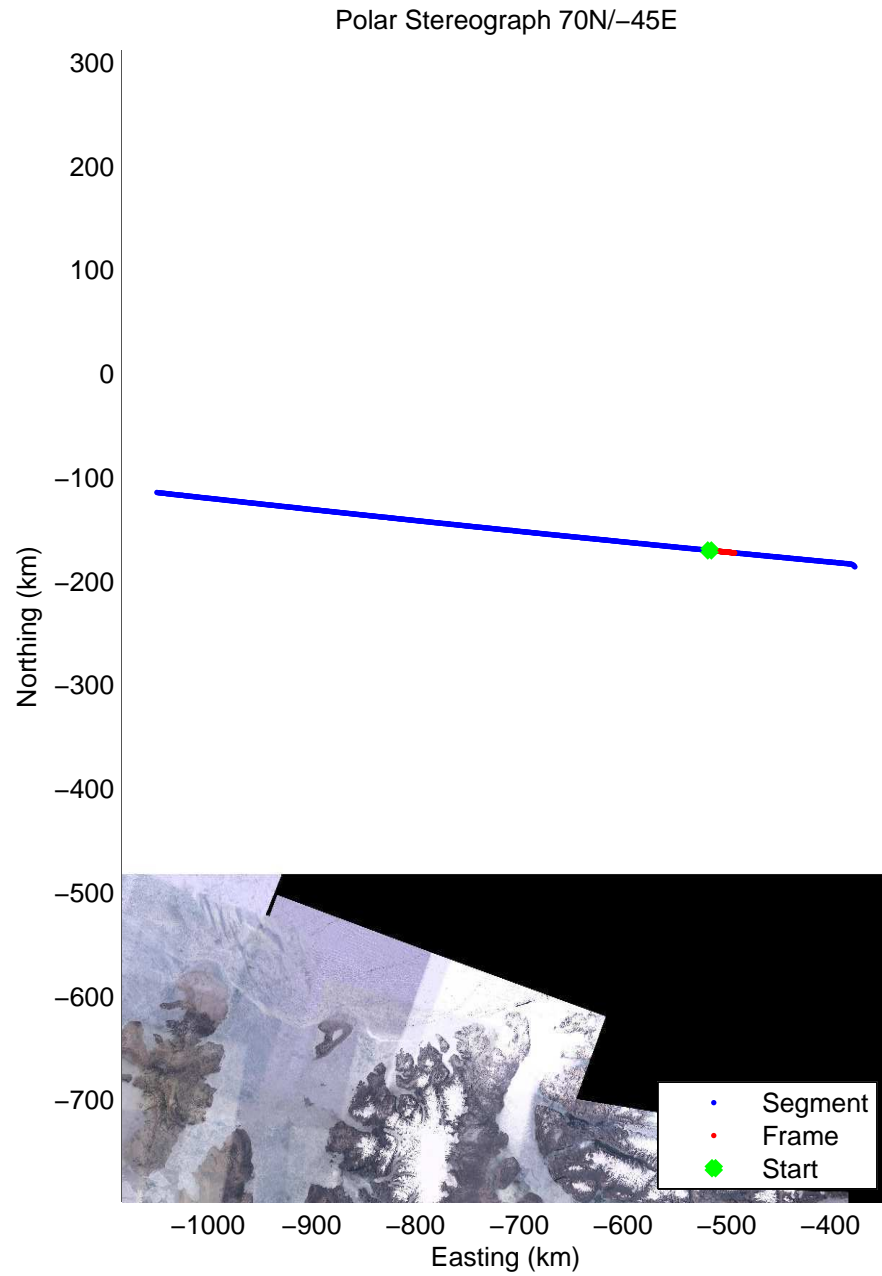 Polar Stereograph 70N/−45E
300
200
100
0
−100
−200
−300
−400
−500
−600
−700
Northing (km)
−1000 −900 −800 −700 −600 −500 −400
Easting (km)
Segment
Frame
Start